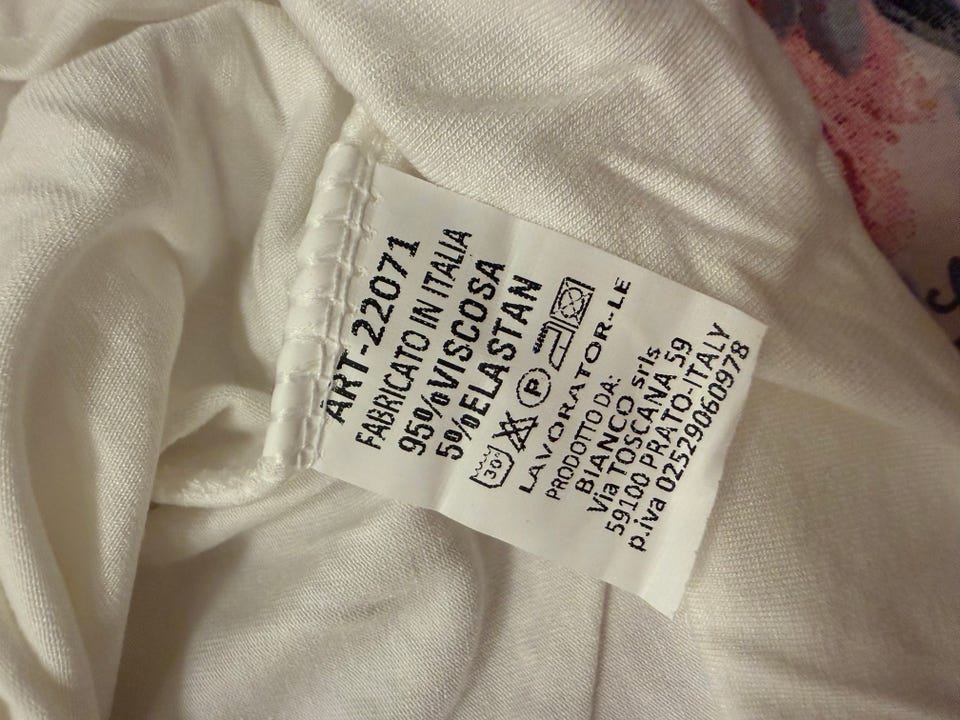 ART-22071
FABRICATO IN ITALIA
95%VISCOSA
5%ELASTAN
30° P
LAVORATOR.-LE
PRODOTTO DA:
BIANCO srls
Via TOSCANA 59
59100 PRATO-ITALY
p.iva 02529060978